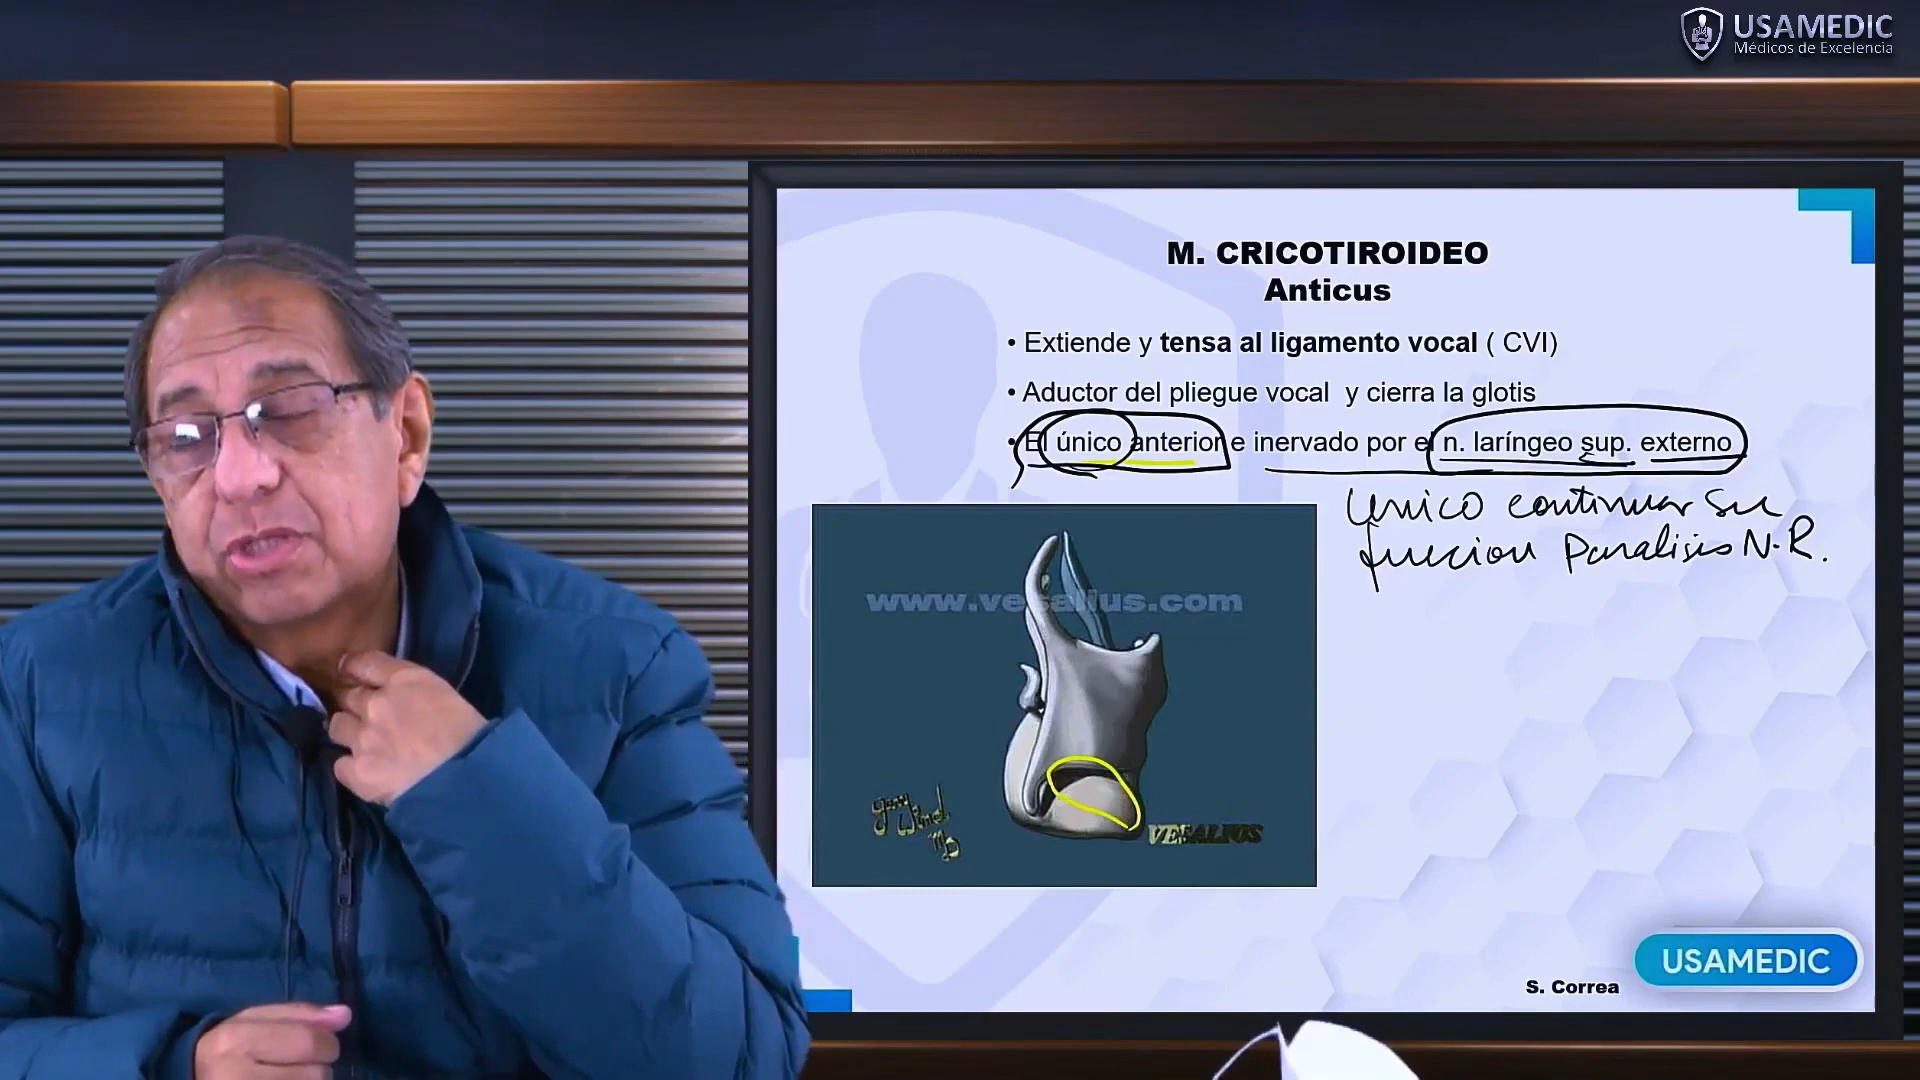 USAMEDIC
Médicos de Excelencia
M. CRICOTIROIDEO
Anticus
• Extiende y tensa al ligamento vocal ( CVI)
• Aductor del pliegue vocal y cierra la glotis
• El único anterior e inervado por el n. laríngeo sup. externo
Unico continuar su
funcion Paralisis N.R.
www.vesalius.com
VESALIUS
USAMEDIC
S. Correa